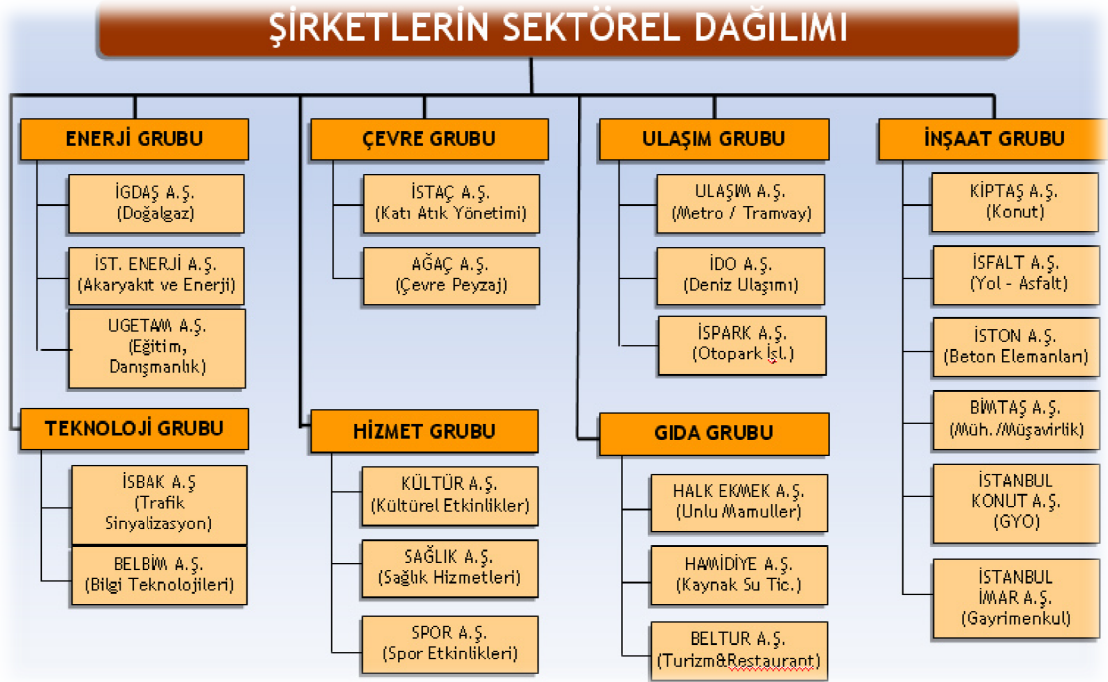 ŞİRKETLERİN SEKTÖREL DAĞILIMI
ENERJİ GRUBU
İGDAŞ A.Ş.
(Doğalgaz)
İST. ENERJİ A.Ş.
(Akaryakıt ve Enerji)
UGETAM A.Ş.
(Eğitim,
Danışmanlık)
TEKNOLOJİ GRUBU
İSBAK A.Ş
(Trafik
Sinyalizasyon)
BELBİM A.Ş.
(Bilgi Teknolojileri)
ÇEVRE GRUBU
İSTAÇ A.Ş.
(Katı Atık Yönetimi)
AĞAÇ A.Ş.
(Çevre Peyzaj)
HİZMET GRUBU
KÜLTÜR A.Ş.
(Kültürel Etkinlikler)
SAĞLIK A.Ş.
(Sağlık Hizmetleri)
SPOR A.Ş.
(Spor Etkinlikleri)
ULAŞIM GRUBU
ULAŞIM A.Ş.
(Metro / Tramvay)
İDO A.Ş.
(Deniz Ulaşımı)
İSPARK A.Ş.
(Otopark İşl.)
GIDA GRUBU
HALK EKMEK A.Ş.
(Unlu Mamuller)
HAMİDİYE A.Ş.
(Kaynak Su Tic.)
BELTUR A.Ş.
(Turizm&Restaurant)
İNŞAAT GRUBU
KİPTAŞ A.Ş.
(Konut)
İSFALT A.Ş.
(Yol - Asfalt)
İSTON A.Ş.
(Beton Elemanları)
BİMTAŞ A.Ş.
(Müh./Müşavirlik)
İSTANBUL
KONUT A.Ş.
(GYO)
İSTANBUL
İMAR A.Ş.
(Gayrimenkul)